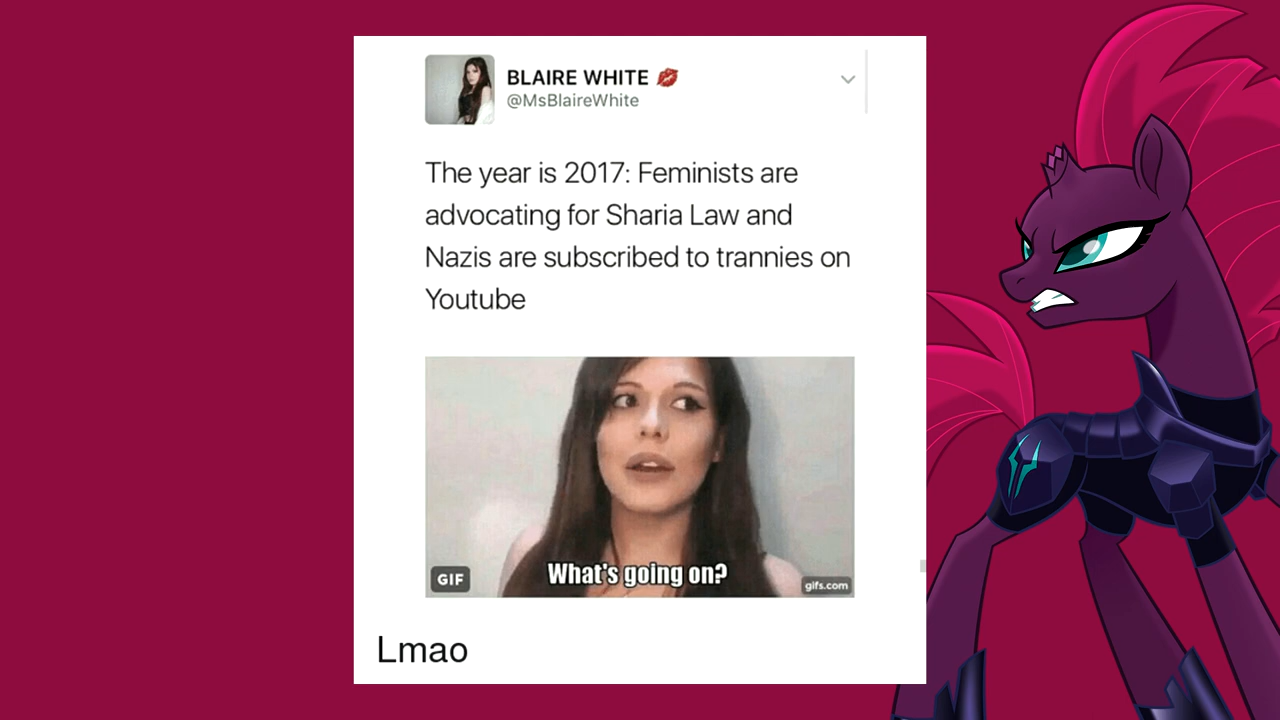 BLAIRE WHITE 💋
@MsBlaireWhite
The year is 2017: Feminists are
advocating for Sharia Law and
Nazis are subscribed to trannies on
Youtube
What's going on?
GIF
gifs.com
Lmao